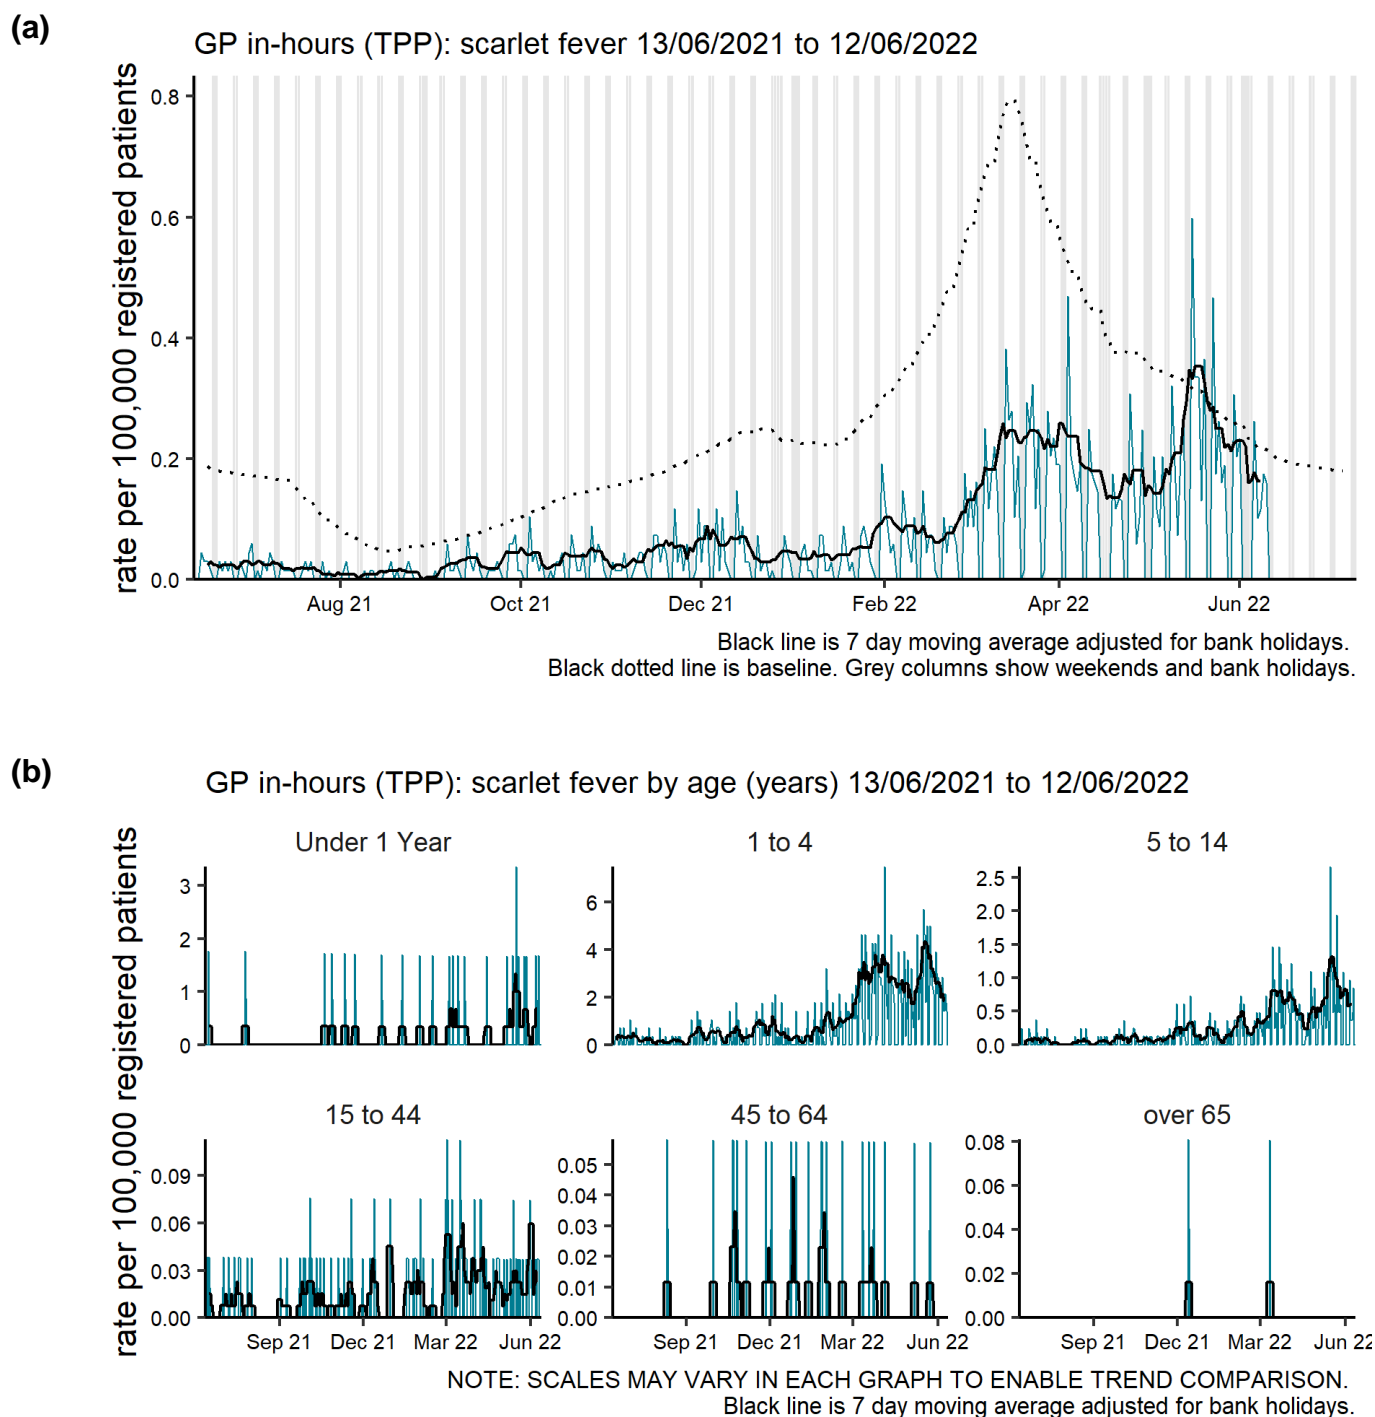 (a)
GP in-hours (TPP): scarlet fever 13/06/2021 to 12/06/2022
rate per 100,000 registered patients
0.8
0.6
0.4
0.2
0.0
Aug 21 Oct 21 Dec 21 Feb 22 Apr 22 Jun 22
Black line is 7 day moving average adjusted for bank holidays.
Black dotted line is baseline. Grey columns show weekends and bank holidays.
(b)
GP in-hours (TPP): scarlet fever by age (years) 13/06/2021 to 12/06/2022
rate per 100,000 registered patients
Under 1 Year
3
2
1
0
1 to 4
6
4
2
0
5 to 14
2.5
2.0
1.5
1.0
0.5
0.0
15 to 44
0.09
0.06
0.03
0.00
Sep 21 Dec 21 Mar 22 Jun 22
45 to 64
0.05
0.04
0.03
0.02
0.01
0.00
Sep 21 Dec 21 Mar 22 Jun 22
over 65
0.08
0.06
0.04
0.02
0.00
Sep 21 Dec 21 Mar 22 Jun 22
NOTE: SCALES MAY VARY IN EACH GRAPH TO ENABLE TREND COMPARISON.
Black line is 7 day moving average adjusted for bank holidays.